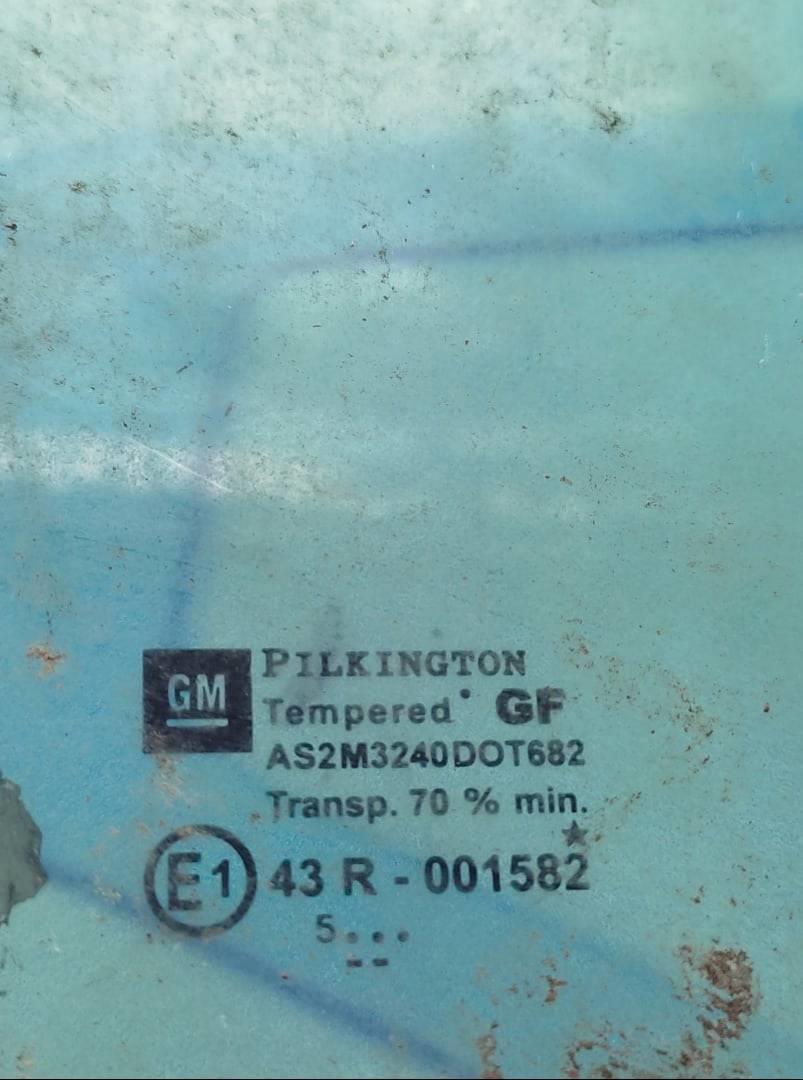 GM
PILKINGTON
Tempered GF
AS2M3240DOT682
Transp. 70 % min.
E1 43 R - 001582
5...
--